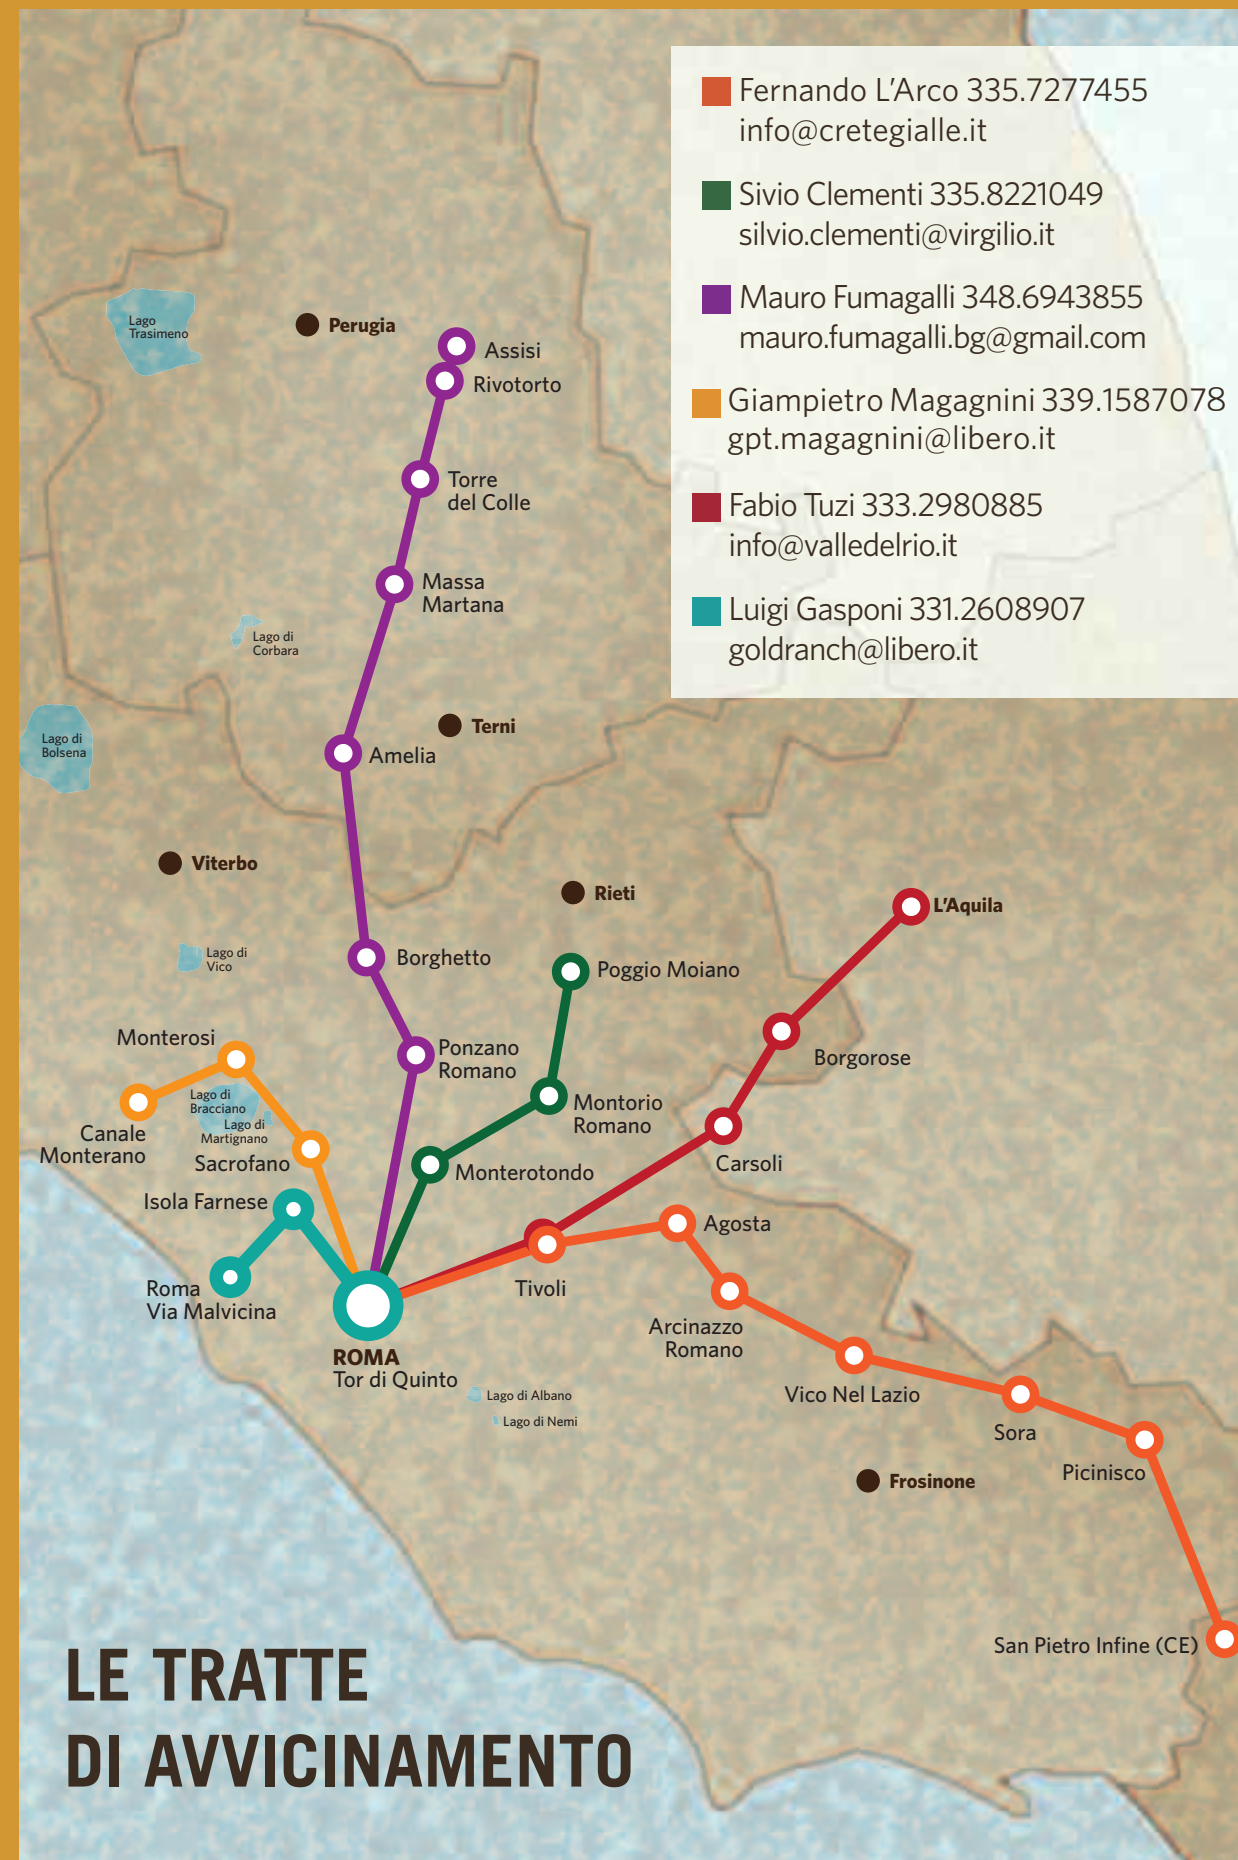 Fernando L'Arco 335.7277455
info@cretegialle.it
Sivio Clementi 335.8221049
silvio.clementi@virgilio.it
Mauro Fumagalli 348.6943855
mauro.fumagalli.bg@gmail.com
Giampietro Magagnini 339.1587078
gpt.magagnini@libero.it
Fabio Tuzi 333.2980885
info@valledelrio.it
Luigi Gasponi 331.2608907
goldranch@libero.it
Lago
Trasimeno
Perugia
Assisi
Rivotorto
Torre
del Colle
Massa
Martana
Lago di
Corbara
Lago di
Bolsena
Terni
Amelia
Viterbo
Rieti
L'Aquila
Lago di
Vico
Borghetto
Poggio Moiano
Monterosi
Ponzano
Romano
Borgorose
Lago di
Bracciano
Lago di
Martignano
Montorio
Romano
Canale
Monterano
Sacrofano
Monterotondo
Carsoli
Isola Farnese
Agosta
Roma
Via Malvicina
Tivoli
Arcinazzo
Romano
ROMA
Tor di Quinto
Lago di Albano
Lago di Nemi
Vico Nel Lazio
Sora
Picinisco
Frosinone
San Pietro Infine (CE)
LE TRATTE
DI AVVICINAMENTO